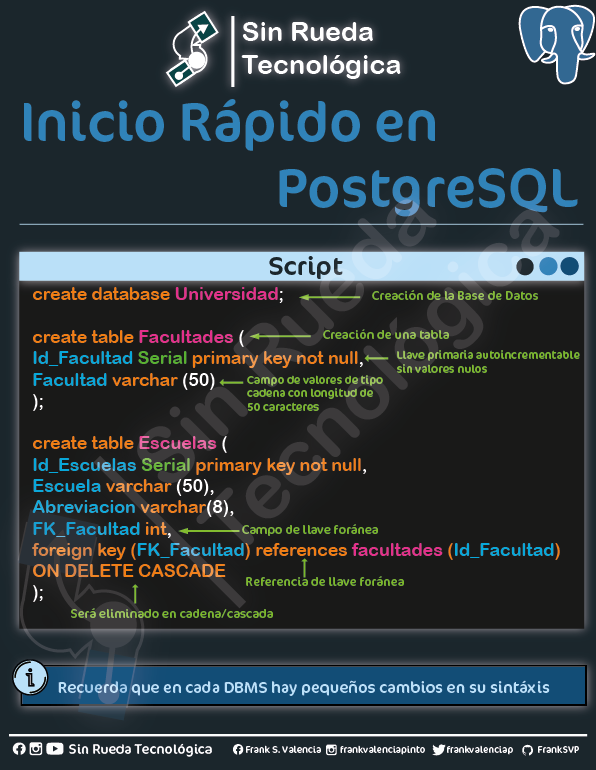 Sin Rueda
Tecnológica
Inicio Rápido en
PostgreSQL
Script
create database Universidad;
Creación de la Base de Datos
create table Facultades (
Creación de una tabla
Id_Facultad Serial primary key not null,
Llave primaria autoincrementable
sin valores nulos
Facultad varchar (50)
Campo de valores de tipo
cadena con longitud de
50 caracteres
);
create table Escuelas (
Id_Escuelas Serial primary key not null,
Escuela varchar (50),
Abreviacion varchar(8),
FK_Facultad int,
Campo de llave foránea
foreign key (FK_Facultad) references facultades (Id_Facultad)
ON DELETE CASCADE
Referencia de llave foránea
);
Será eliminado en cadena/cascada
Sin Rueda
Tecnológica
i
Recuerda que en cada DBMS hay pequeños cambios en su sintáxis
Sin Rueda Tecnológica
Frank S. Valencia
frankvalenciapinto
frankvalenciap
FrankSVP